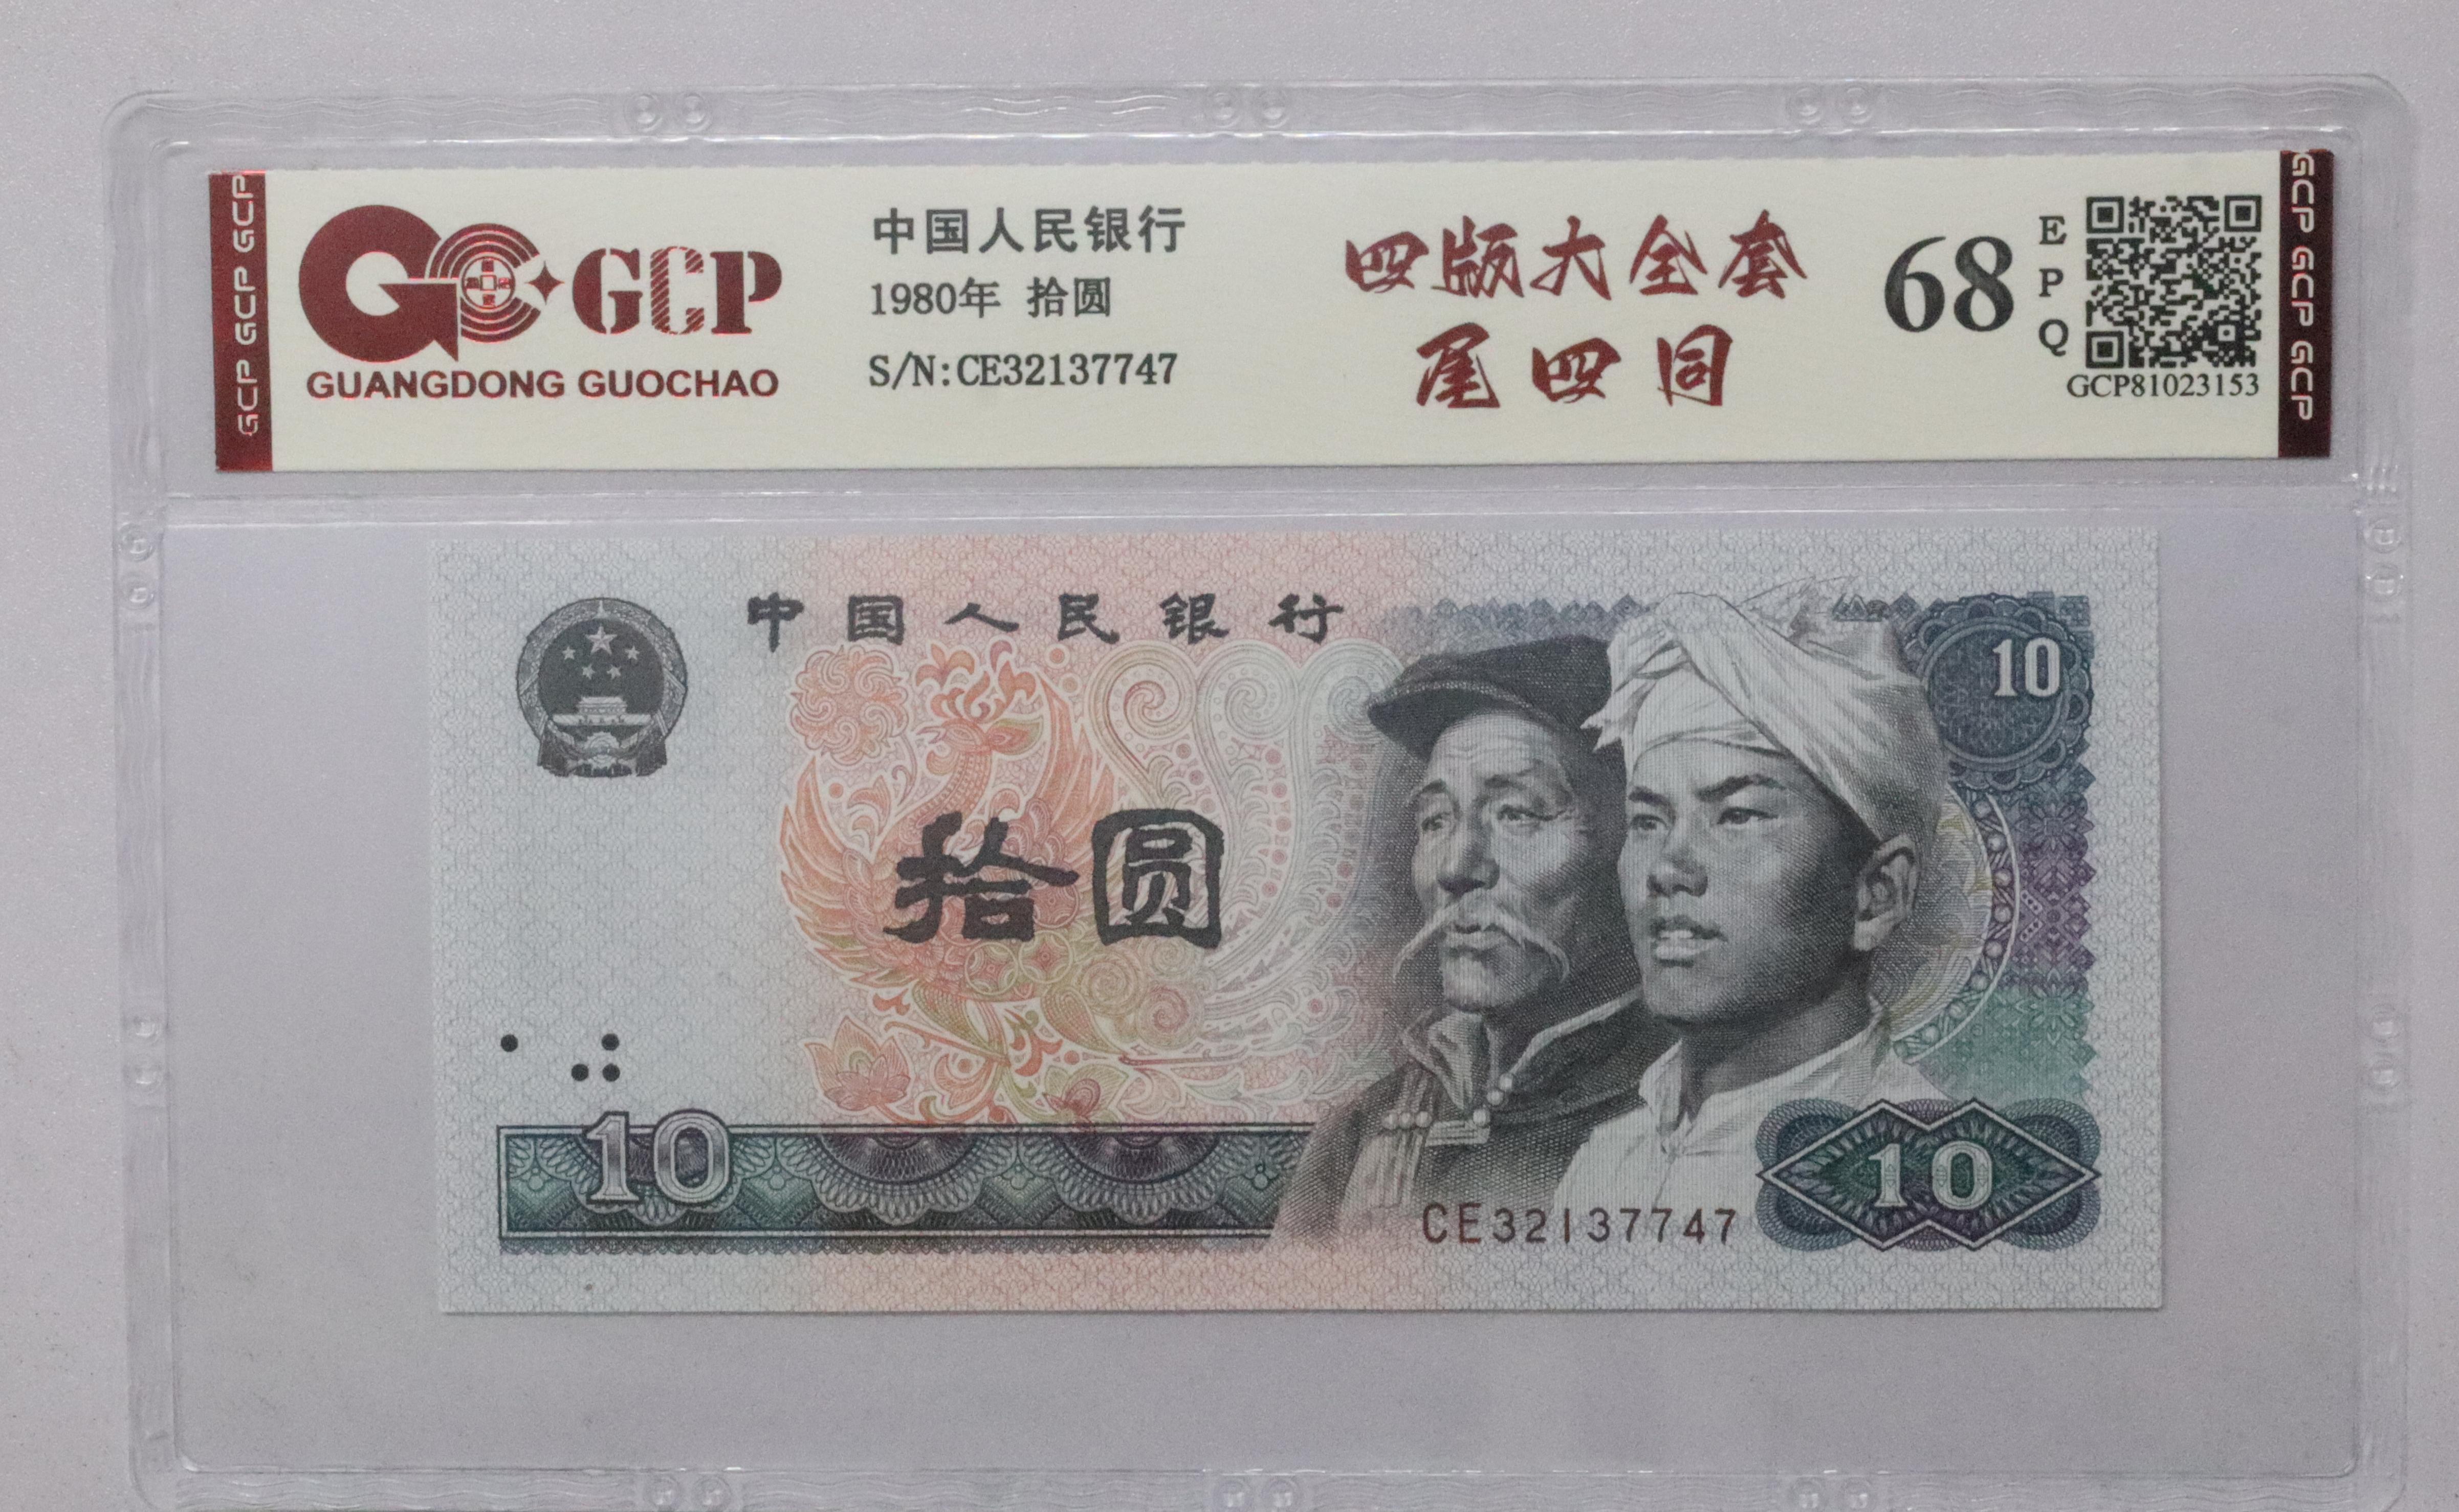 GCP GCP GCP
GCP
GUANGDONG GUOCHAO
中国人民银行
1980年 拾圆
S/N:CE32137747
四版大全套
尾四同
68
E
P
Q
GCP81023153
GCP GCP GCP
中国人民银行
10
拾圆
10
CE32137747
10